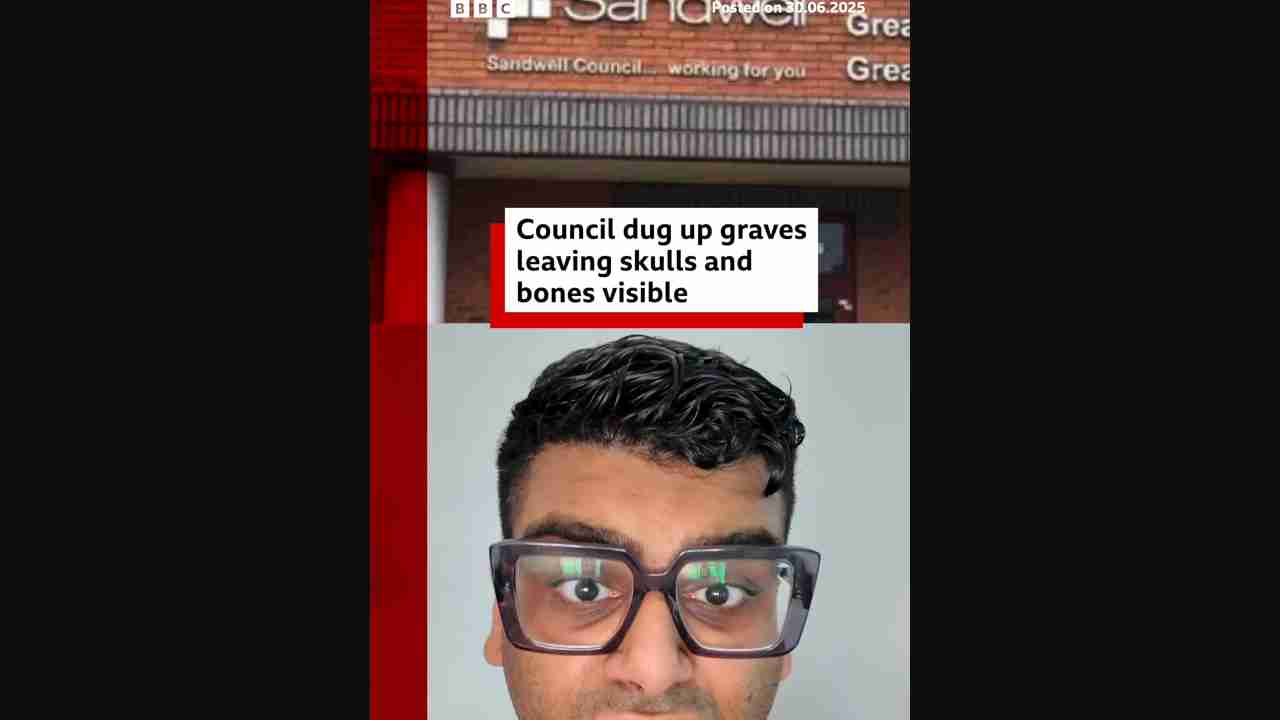 BBC
Posted on 30.06.2025
Sandwell
Grea
Sandwell Council... working for you
Grea
Council dug up graves
leaving skulls and
bones visible